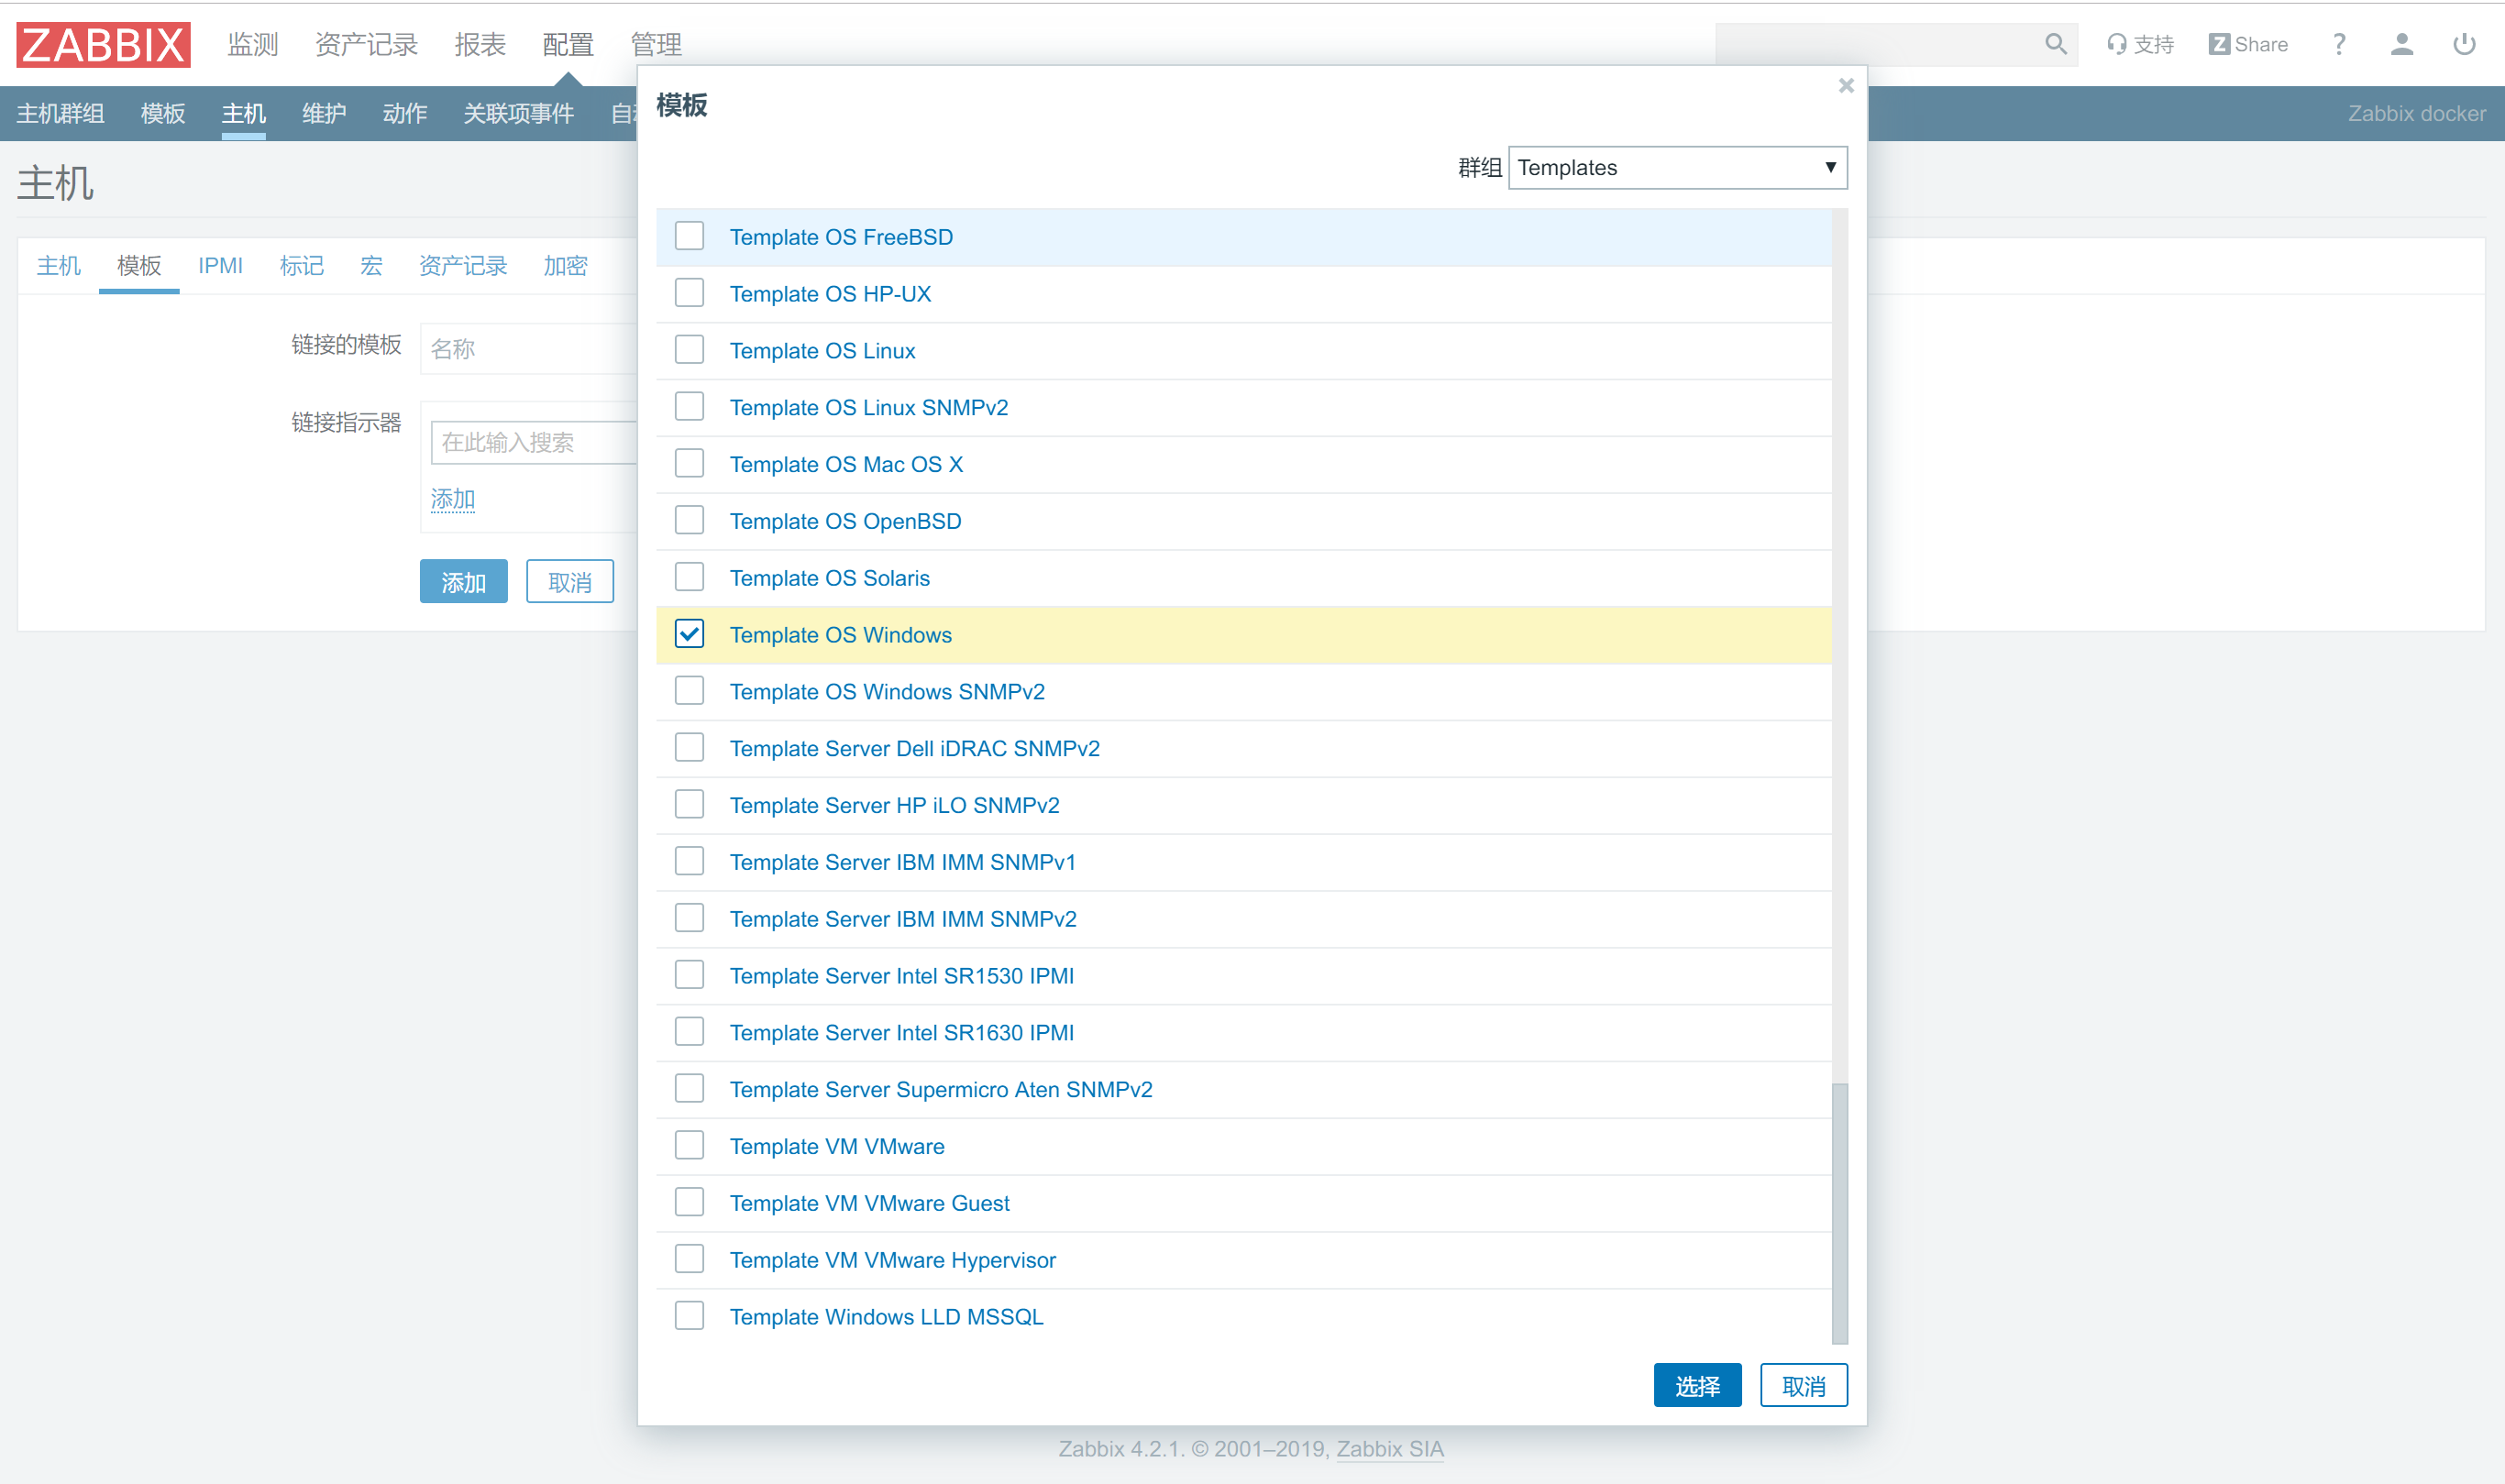 ZABBIX 监测 资产记录 报表 配置 管理 支持 Z Share ?
主机群组 模板 主机 维护 动作 关联项事件 Zabbix docker
主机
主机 模板 IPMI 标记 宏 资产记录 加密
链接的模板 名称
链接指示器 在此输入搜索
添加
添加 取消
模板
群组 Templates
Template OS FreeBSD
Template OS HP-UX
Template OS Linux
Template OS Linux SNMPv2
Template OS Mac OS X
Template OS OpenBSD
Template OS Solaris
Template OS Windows
Template OS Windows SNMPv2
Template Server Dell iDRAC SNMPv2
Template Server HP iLO SNMPv2
Template Server IBM IMM SNMPv1
Template Server IBM IMM SNMPv2
Template Server Intel SR1530 IPMI
Template Server Intel SR1630 IPMI
Template Server Supermicro Aten SNMPv2
Template VM VMware
Template VM VMware Guest
Template VM VMware Hypervisor
Template Windows LLD MSSQL
选择 取消
Zabbix 4.2.1. © 2001–2019, Zabbix SIA